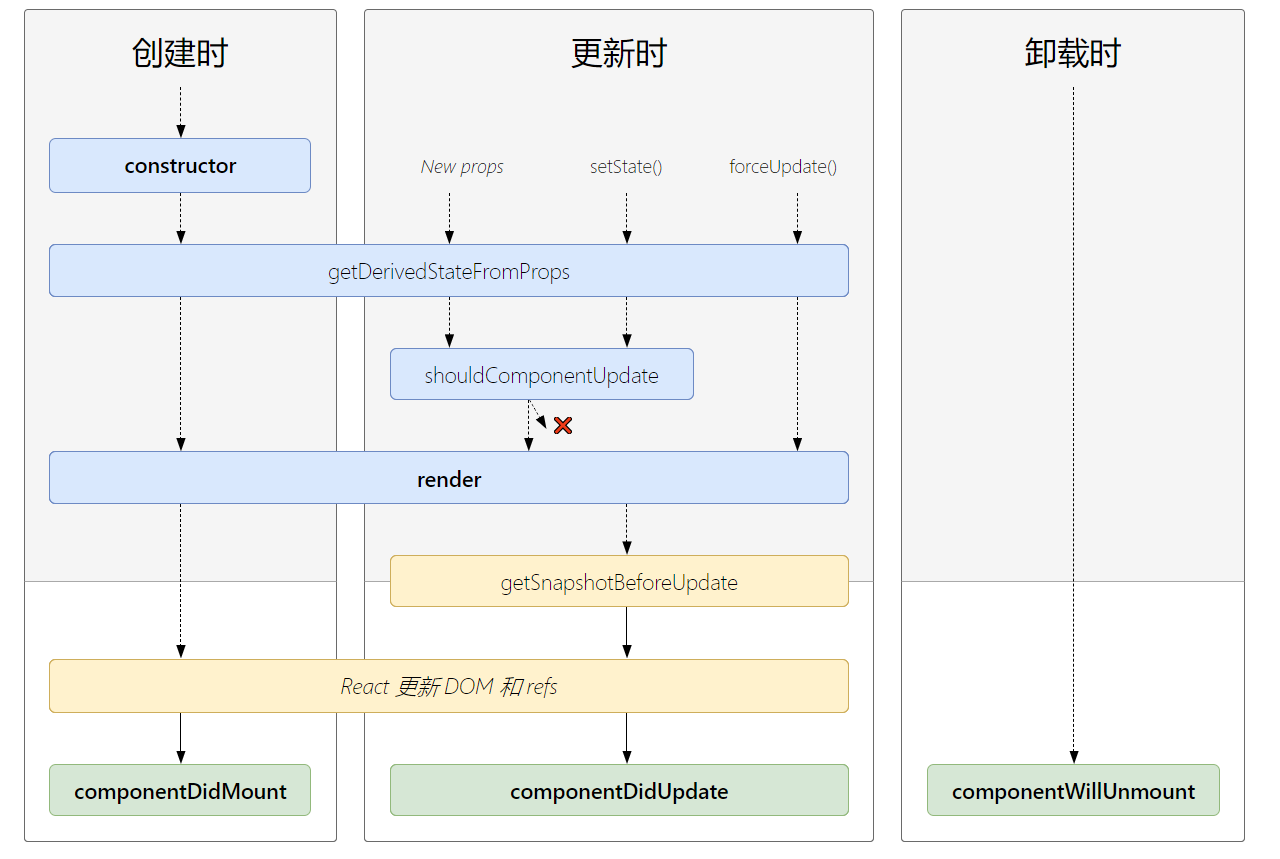 创建时
更新时
卸载时
constructor
New props
setState()
forceUpdate()
getDerivedStateFromProps
shouldComponentUpdate
render
getSnapshotBeforeUpdate
React 更新 DOM 和 refs
componentDidMount
componentDidUpdate
componentWillUnmount